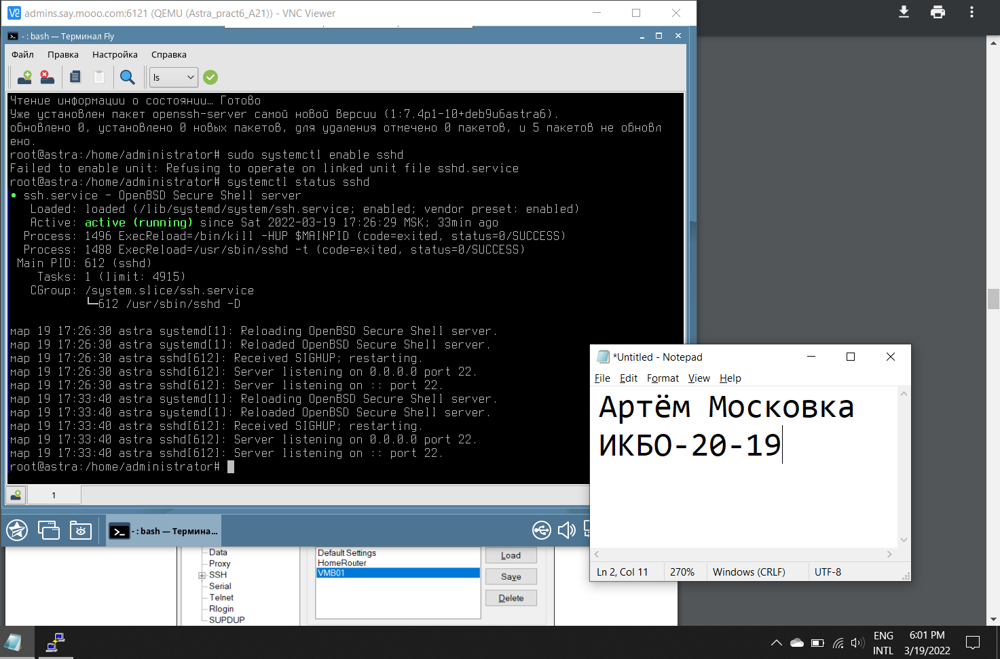 admins.say.mooo.com:6121 (QEMU (Astra_pract6_A21)) - VNC Viewer
- : bash — Терминал Fly
Файл Правка Настройка Справка
ls
Чтение информации о состоянии… Готово
Уже установлен пакет openssh-server самой новой версии (1:7.4p1-10+deb9u6astra6).
обновлено 0, установлено 0 новых пакетов, для удаления отмечено 0 пакетов, и 5 пакетов не обновл
ено.
root@astra:/home/administrator# sudo systemctl enable sshd
Failed to enable unit: Refusing to operate on linked unit file sshd.service
root@astra:/home/administrator# systemctl status sshd
● ssh.service - OpenBSD Secure Shell server
Loaded: loaded (/lib/systemd/system/ssh.service; enabled; vendor preset: enabled)
Active: active (running) since Sat 2022-03-19 17:26:29 MSK; 33min ago
Process: 1496 ExecReload=/bin/kill -HUP $MAINPID (code=exited, status=0/SUCCESS)
Process: 1488 ExecReload=/usr/sbin/sshd -t (code=exited, status=0/SUCCESS)
Main PID: 612 (sshd)
Tasks: 1 (limit: 4915)
CGroup: /system.slice/ssh.service
└─612 /usr/sbin/sshd -D
мар 19 17:26:30 astra systemd[1]: Reloading OpenBSD Secure Shell server.
мар 19 17:26:30 astra systemd[1]: Reloaded OpenBSD Secure Shell server.
мар 19 17:26:30 astra sshd[612]: Received SIGHUP; restarting.
мар 19 17:26:30 astra sshd[612]: Server listening on 0.0.0.0 port 22.
мар 19 17:26:30 astra sshd[612]: Server listening on :: port 22.
мар 19 17:33:40 astra systemd[1]: Reloading OpenBSD Secure Shell server.
мар 19 17:33:40 astra systemd[1]: Reloaded OpenBSD Secure Shell server.
мар 19 17:33:40 astra sshd[612]: Received SIGHUP; restarting.
мар 19 17:33:40 astra sshd[612]: Server listening on 0.0.0.0 port 22.
мар 19 17:33:40 astra sshd[612]: Server listening on :: port 22.
root@astra:/home/administrator#
1
- : bash — Термина...
*Untitled - Notepad
File Edit Format View Help
Артём Московка
ИКБО-20-19
Ln 2, Col 11 270% Windows (CRLF) UTF-8
Data
Proxy
SSH
Serial
Telnet
Rlogin
SUPDUP
Default Settings
HomeRouter
VMB01
Load
Save
Delete
ENG
INTL
6:01 PM
3/19/2022